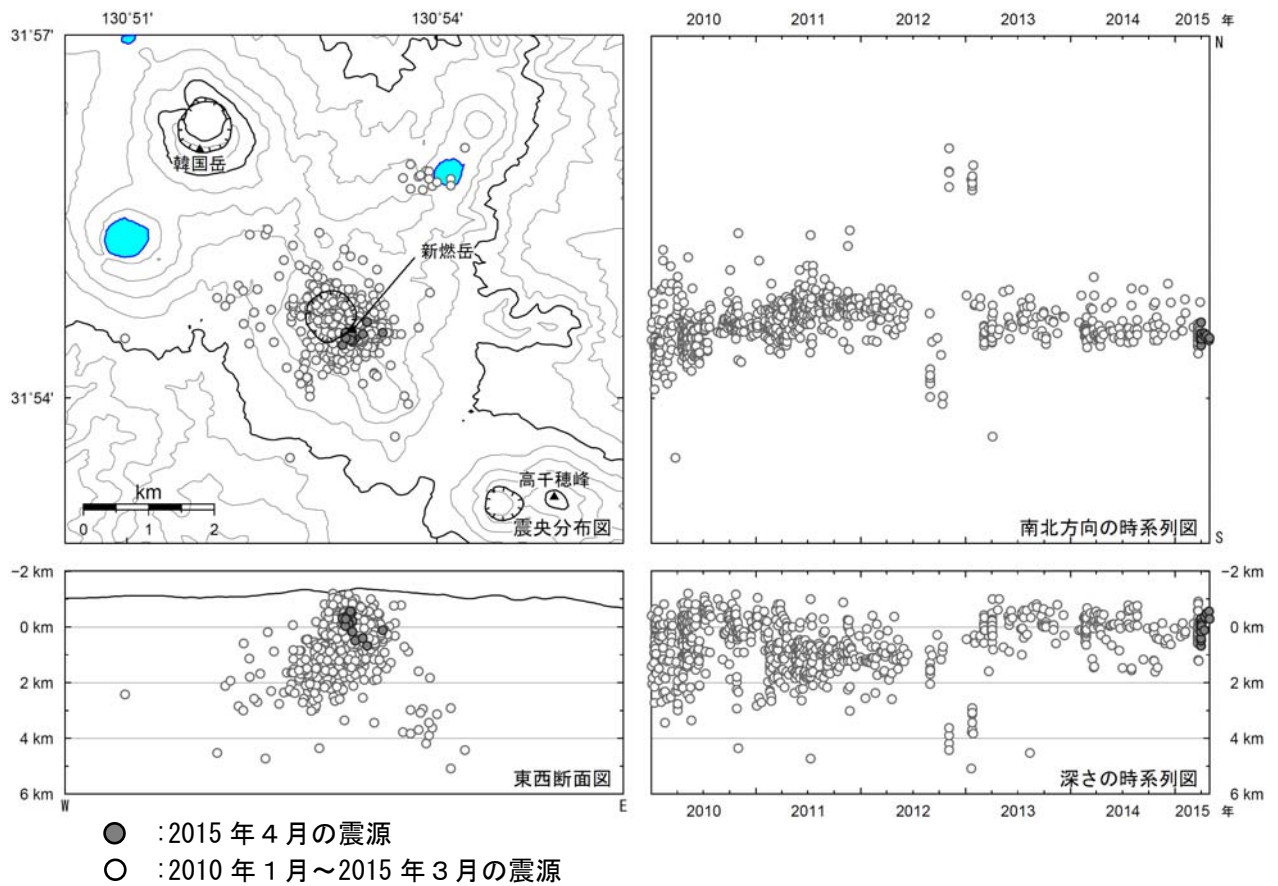 130°51′ 130°54′
31°57′
韓国岳
新燃岳
31°54′
高千穂峰
km
0 1 2
震央分布図
2010 2011 2012 2013 2014 2015 年
N
南北方向の時系列図
S
-2 km
0 km
2 km
4 km
6 km
東西断面図
W E
-2 km
0 km
2 km
4 km
6 km
深さの時系列図
2010 2011 2012 2013 2014 2015 年
:2015 年4月の震源
:2010 年1月～2015 年3月の震源